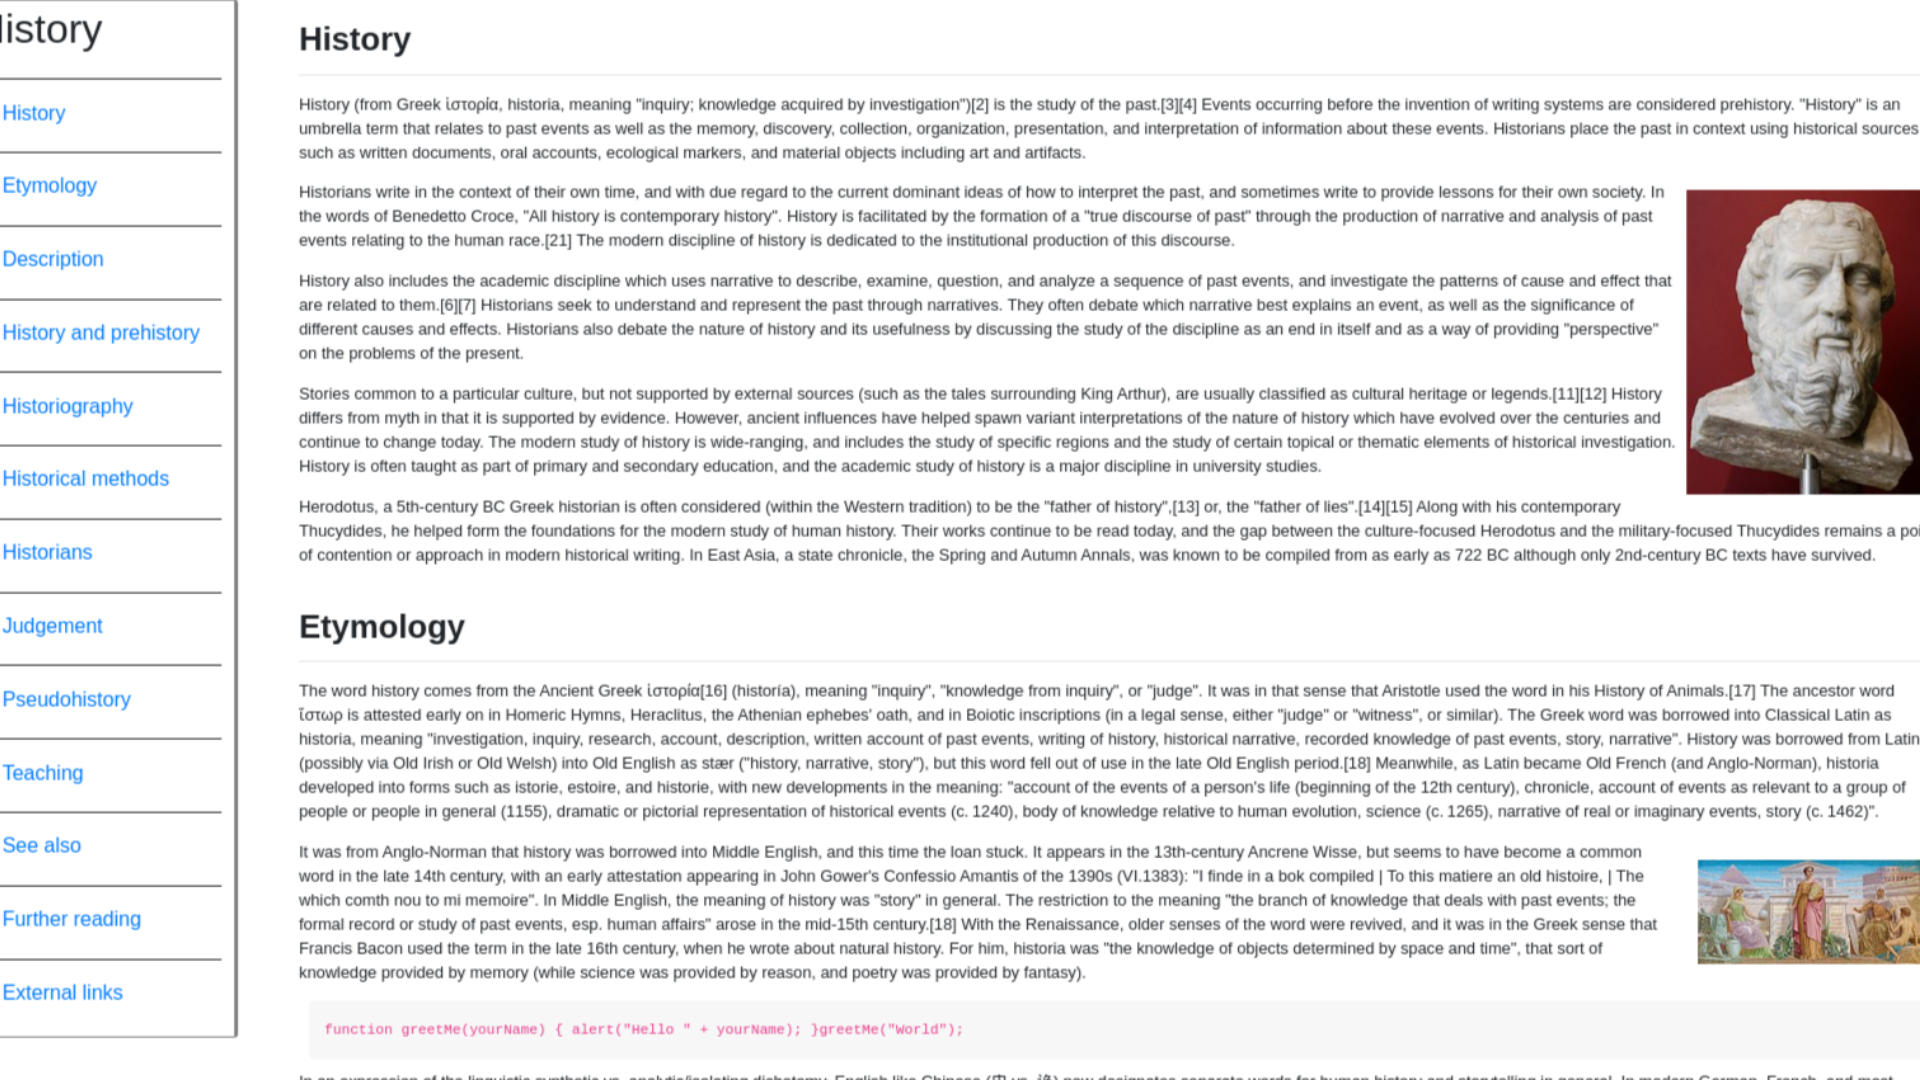 History
History
Etymology
Description
History and prehistory
Historiography
Historical methods
Historians
Judgement
Pseudohistory
Teaching
See also
Further reading
External links
History
History (from Greek ἱστορία, historia, meaning "inquiry; knowledge acquired by investigation")[2] is the study of the past.[3][4] Events occurring before the invention of writing systems are considered prehistory. "History" is an
umbrella term that relates to past events as well as the memory, discovery, collection, organization, presentation, and interpretation of information about these events. Historians place the past in context using historical sources
such as written documents, oral accounts, ecological markers, and material objects including art and artifacts.
Historians write in the context of their own time, and with due regard to the current dominant ideas of how to interpret the past, and sometimes write to provide lessons for their own society. In
the words of Benedetto Croce, "All history is contemporary history". History is facilitated by the formation of a "true discourse of past" through the production of narrative and analysis of past
events relating to the human race.[21] The modern discipline of history is dedicated to the institutional production of this discourse.
History also includes the academic discipline which uses narrative to describe, examine, question, and analyze a sequence of past events, and investigate the patterns of cause and effect that
are related to them.[6][7] Historians seek to understand and represent the past through narratives. They often debate which narrative best explains an event, as well as the significance of
different causes and effects. Historians also debate the nature of history and its usefulness by discussing the study of the discipline as an end in itself and as a way of providing "perspective"
on the problems of the present.
Stories common to a particular culture, but not supported by external sources (such as the tales surrounding King Arthur), are usually classified as cultural heritage or legends.[11][12] History
differs from myth in that it is supported by evidence. However, ancient influences have helped spawn variant interpretations of the nature of history which have evolved over the centuries and
continue to change today. The modern study of history is wide-ranging, and includes the study of specific regions and the study of certain topical or thematic elements of historical investigation.
History is often taught as part of primary and secondary education, and the academic study of history is a major discipline in university studies.
Herodotus, a 5th-century BC Greek historian is often considered (within the Western tradition) to be the "father of history",[13] or, the "father of lies".[14][15] Along with his contemporary
Thucydides, he helped form the foundations for the modern study of human history. Their works continue to be read today, and the gap between the culture-focused Herodotus and the military-focused Thucydides remains a poi
of contention or approach in modern historical writing. In East Asia, a state chronicle, the Spring and Autumn Annals, was known to be compiled from as early as 722 BC although only 2nd-century BC texts have survived.
Etymology
The word history comes from the Ancient Greek ἱστορία[16] (historía), meaning "inquiry", "knowledge from inquiry", or "judge". It was in that sense that Aristotle used the word in his History of Animals.[17] The ancestor word
ἵστωρ is attested early on in Homeric Hymns, Heraclitus, the Athenian ephebes' oath, and in Boiotic inscriptions (in a legal sense, either "judge" or "witness", or similar). The Greek word was borrowed into Classical Latin as
historia, meaning "investigation, inquiry, research, account, description, written account of past events, writing of history, historical narrative, recorded knowledge of past events, story, narrative". History was borrowed from Latin
(possibly via Old Irish or Old Welsh) into Old English as stær ("history, narrative, story"), but this word fell out of use in the late Old English period.[18] Meanwhile, as Latin became Old French (and Anglo-Norman), historia
developed into forms such as istorie, estoire, and historie, with new developments in the meaning: "account of the events of a person's life (beginning of the 12th century), chronicle, account of events as relevant to a group of
people or people in general (1155), dramatic or pictorial representation of historical events (c. 1240), body of knowledge relative to human evolution, science (c. 1265), narrative of real or imaginary events, story (c. 1462)".
It was from Anglo-Norman that history was borrowed into Middle English, and this time the loan stuck. It appears in the 13th-century Ancrene Wisse, but seems to have become a common
word in the late 14th century, with an early attestation appearing in John Gower's Confessio Amantis of the 1390s (VI.1383): "I finde in a bok compiled | To this matiere an old histoire, | The
which comth nou to mi memoire". In Middle English, the meaning of history was "story" in general. The restriction to the meaning "the branch of knowledge that deals with past events; the
formal record or study of past events, esp. human affairs" arose in the mid-15th century.[18] With the Renaissance, older senses of the word were revived, and it was in the Greek sense that
Francis Bacon used the term in the late 16th century, when he wrote about natural history. For him, historia was "the knowledge of objects determined by space and time", that sort of
knowledge provided by memory (while science was provided by reason, and poetry was provided by fantasy).
function greetMe(yourName) { alert("Hello " + yourName); }greetMe("World");